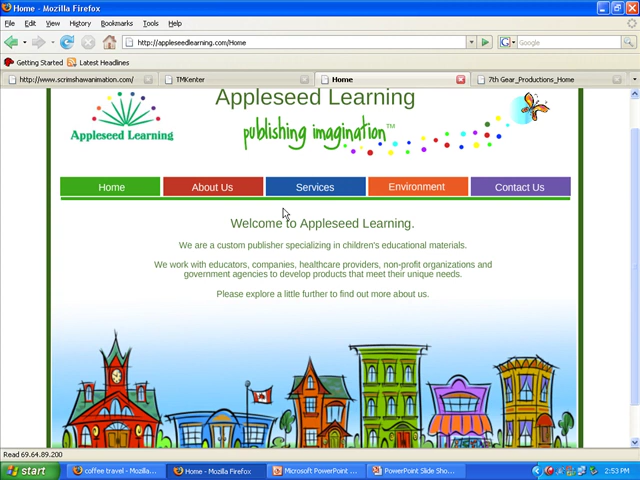 Home - Mozilla Firefox
File Edit View History Bookmarks Tools Help
http://appleseedlearning.com/Home
Google
Getting Started Latest Headlines
http://www.scrimshawanimation.com/ TMKenter Home 7th Gear_Productions_Home
Appleseed Learning
Appleseed Learning
publishing imagination™
Home About Us Services Environment Contact Us
Welcome to Appleseed Learning.
We are a custom publisher specializing in children's educational materials.
We work with educators, companies, healthcare providers, non-profit organizations and
government agencies to develop products that meet their unique needs.
Please explore a little further to find out more about us.
Read 69.64.89.200
start coffee travel - Mozilla... Home - Mozilla Firefox Microsoft PowerPoint ... PowerPoint Slide Sho... 2:53 PM